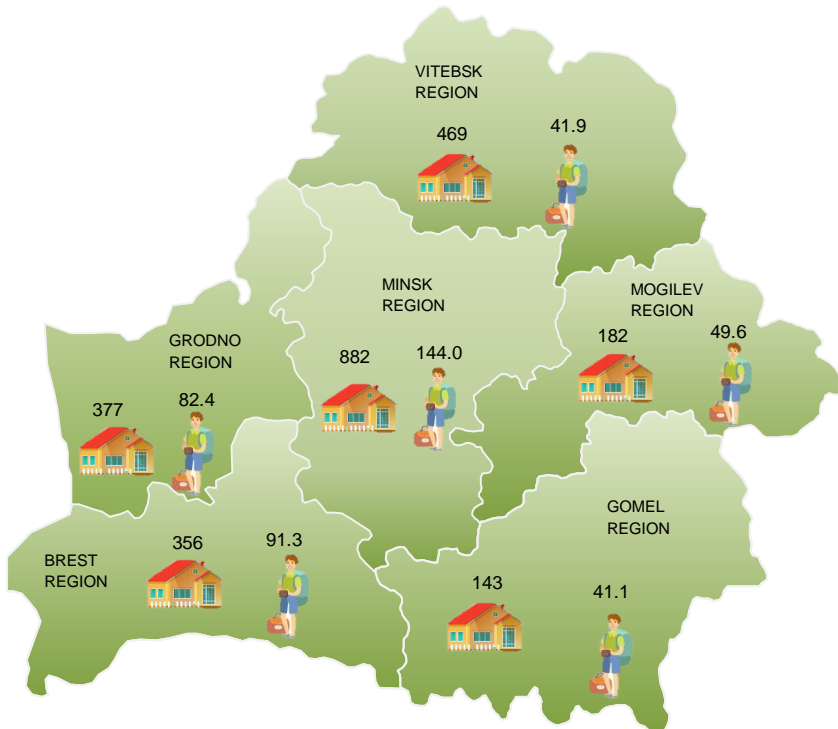 VITEBSK
REGION
469
41.9
MINSK
REGION
882
144.0
MOGILEV
REGION
182
49.6
GRODNO
REGION
377
82.4
BREST
REGION
356
91.3
GOMEL
REGION
143
41.1